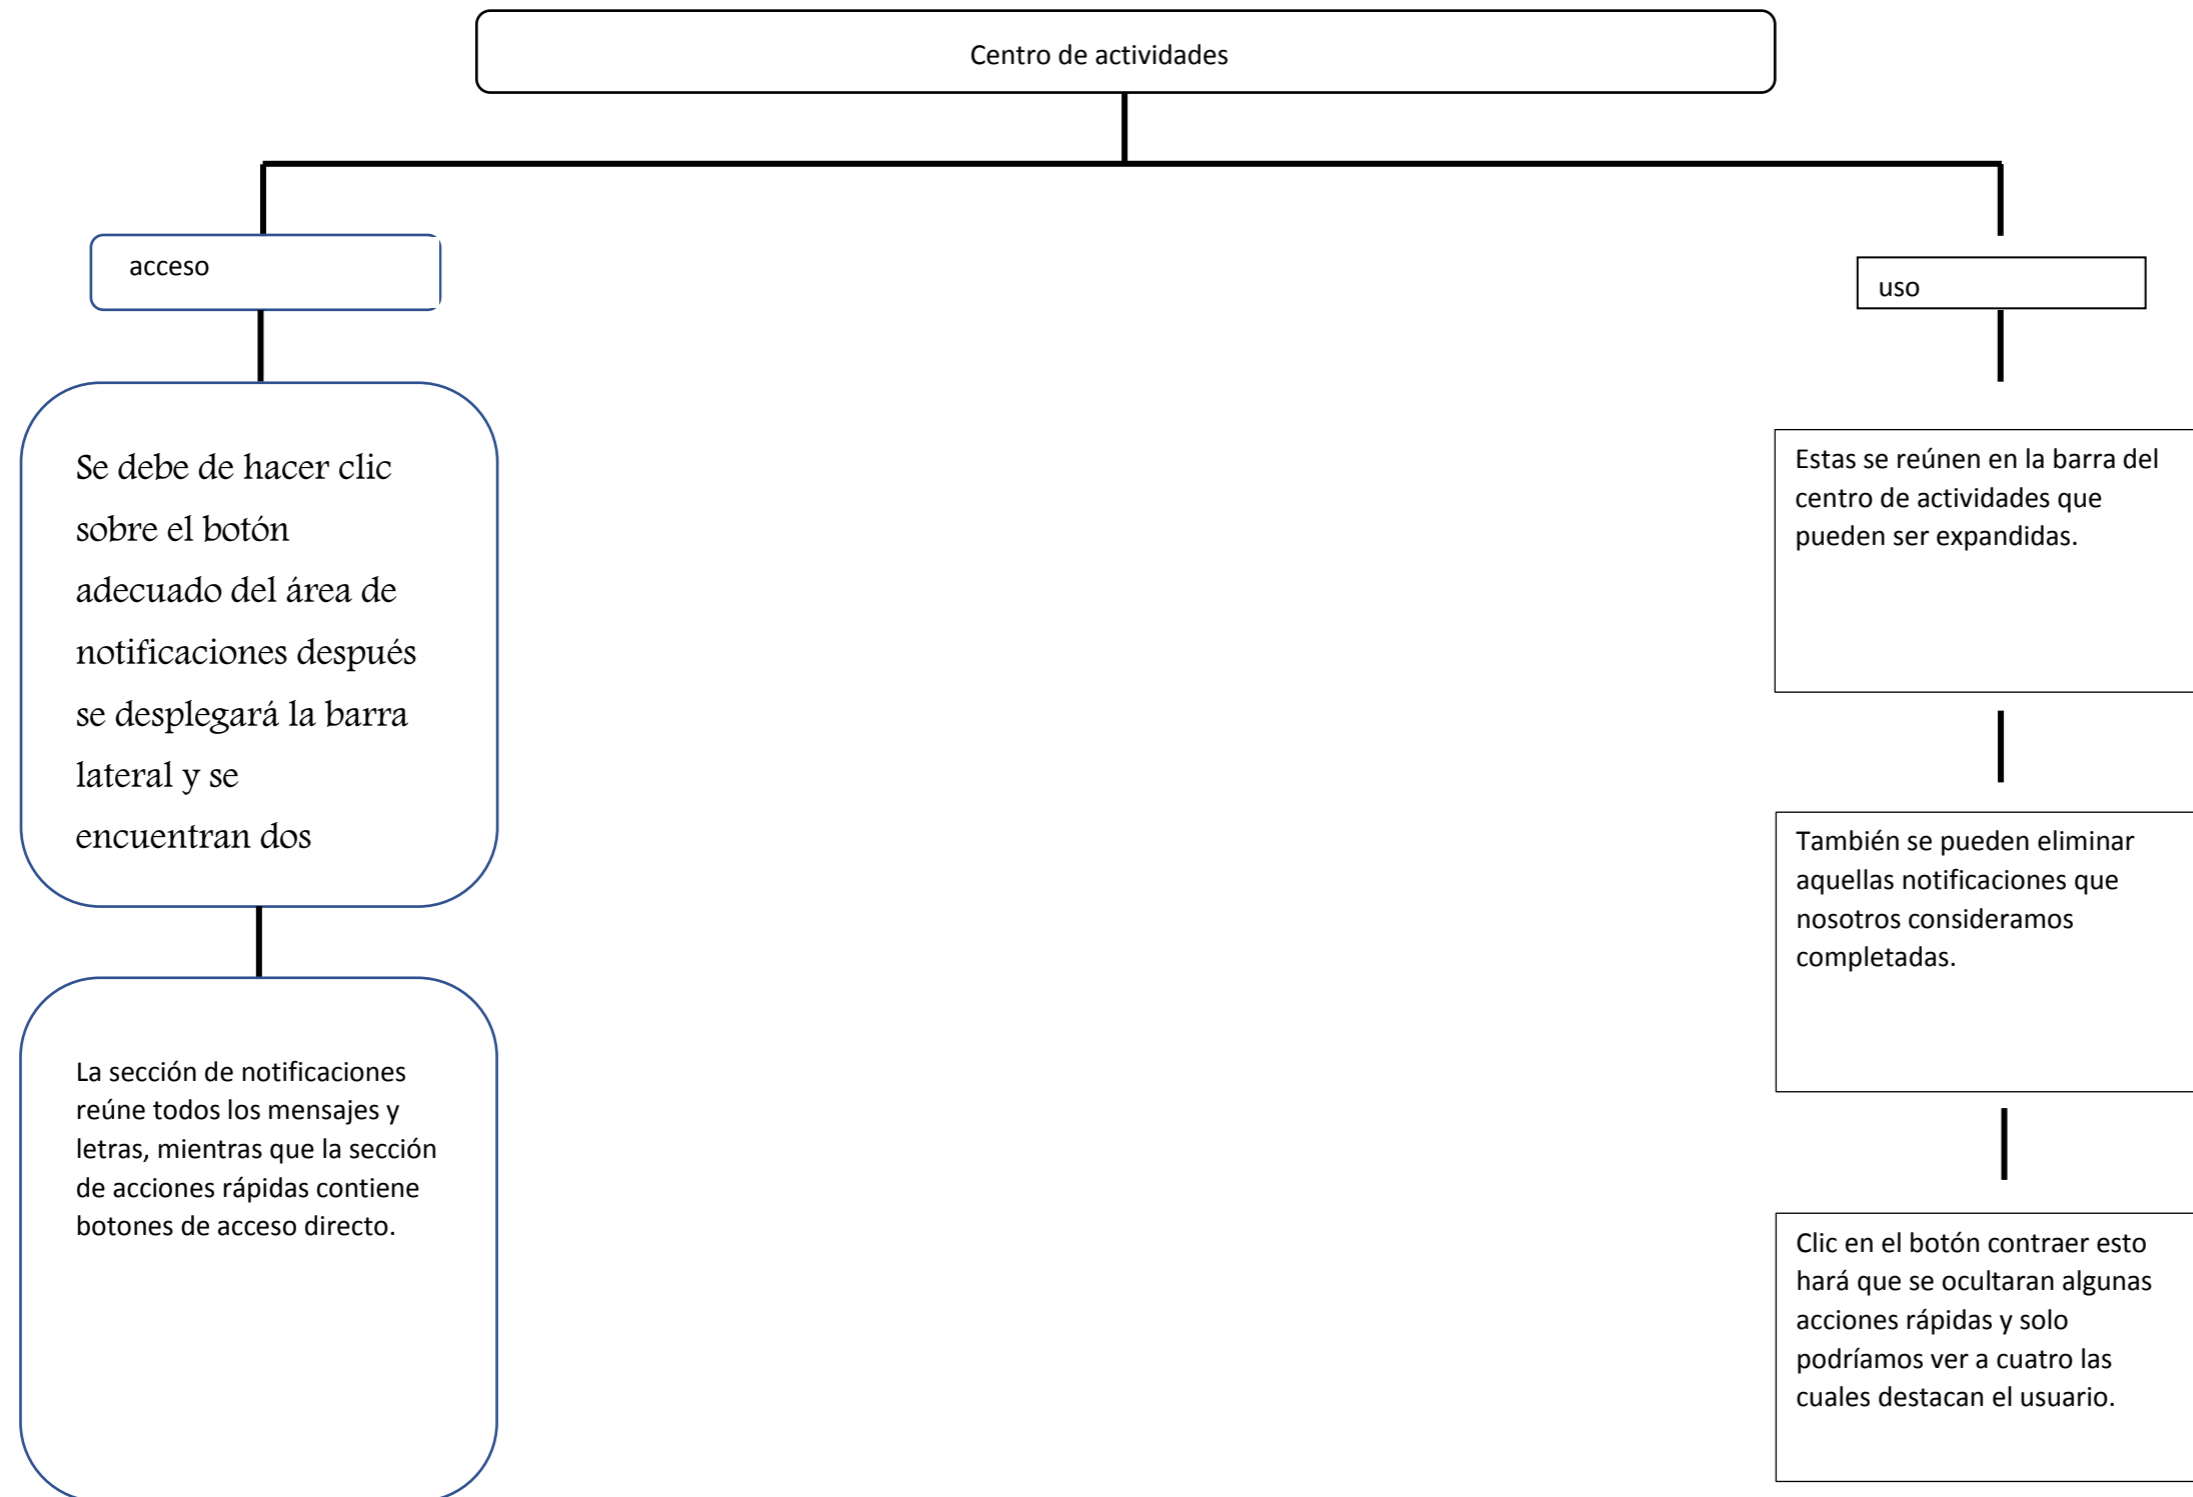 Centro de actividades
acceso
uso
Se debe de hacer clic
sobre el botón
adecuado del área de
notificaciones después
se desplegará la barra
lateral y se
encuentran dos
La sección de notificaciones
reúne todos los mensajes y
letras, mientras que la sección
de acciones rápidas contiene
botones de acceso directo.
Estas se reúnen en la barra del
centro de actividades que
pueden ser expandidas.
También se pueden eliminar
aquellas notificaciones que
nosotros consideramos
completadas.
Clic en el botón contraer esto
hará que se ocultaran algunas
acciones rápidas y solo
podríamos ver a cuatro las
cuales destacan el usuario.